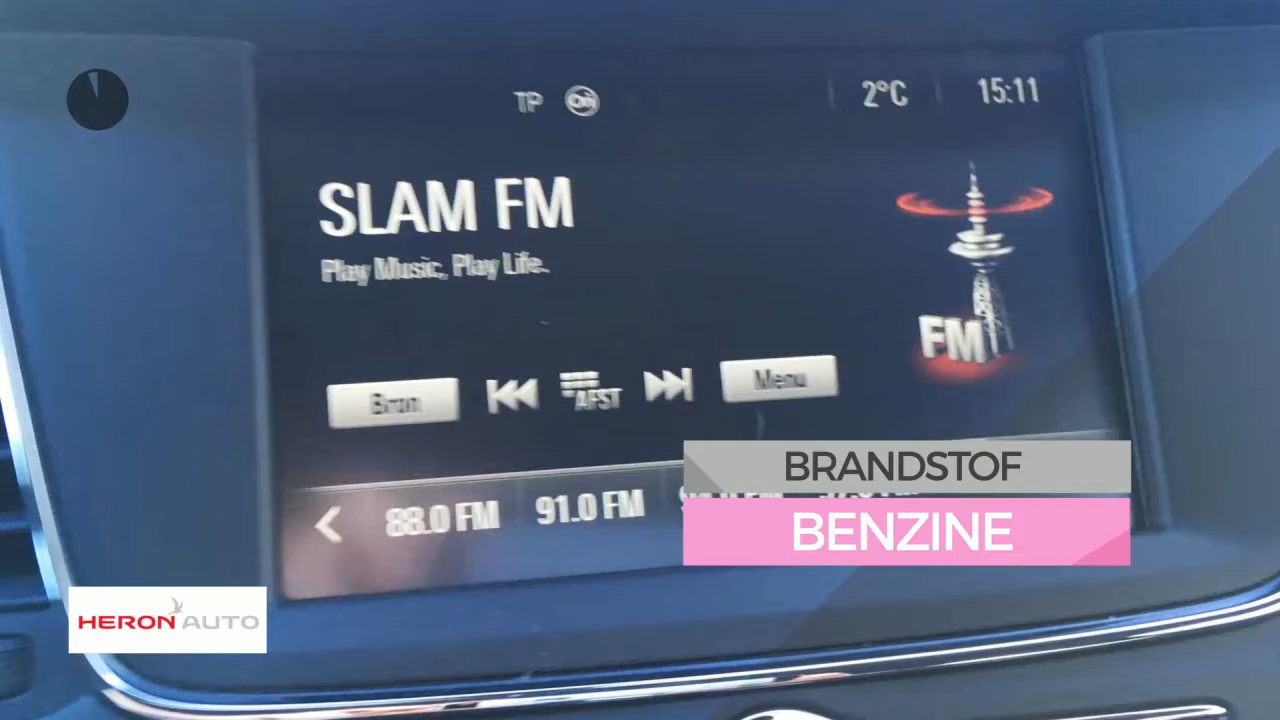 TP
2°C
15:11
SLAM FM
Play Music, Play Life.
FM
Bron
AFST
Menu
88.0 FM
91.0 FM
BRANDSTOF
BENZINE
HERON AUTO